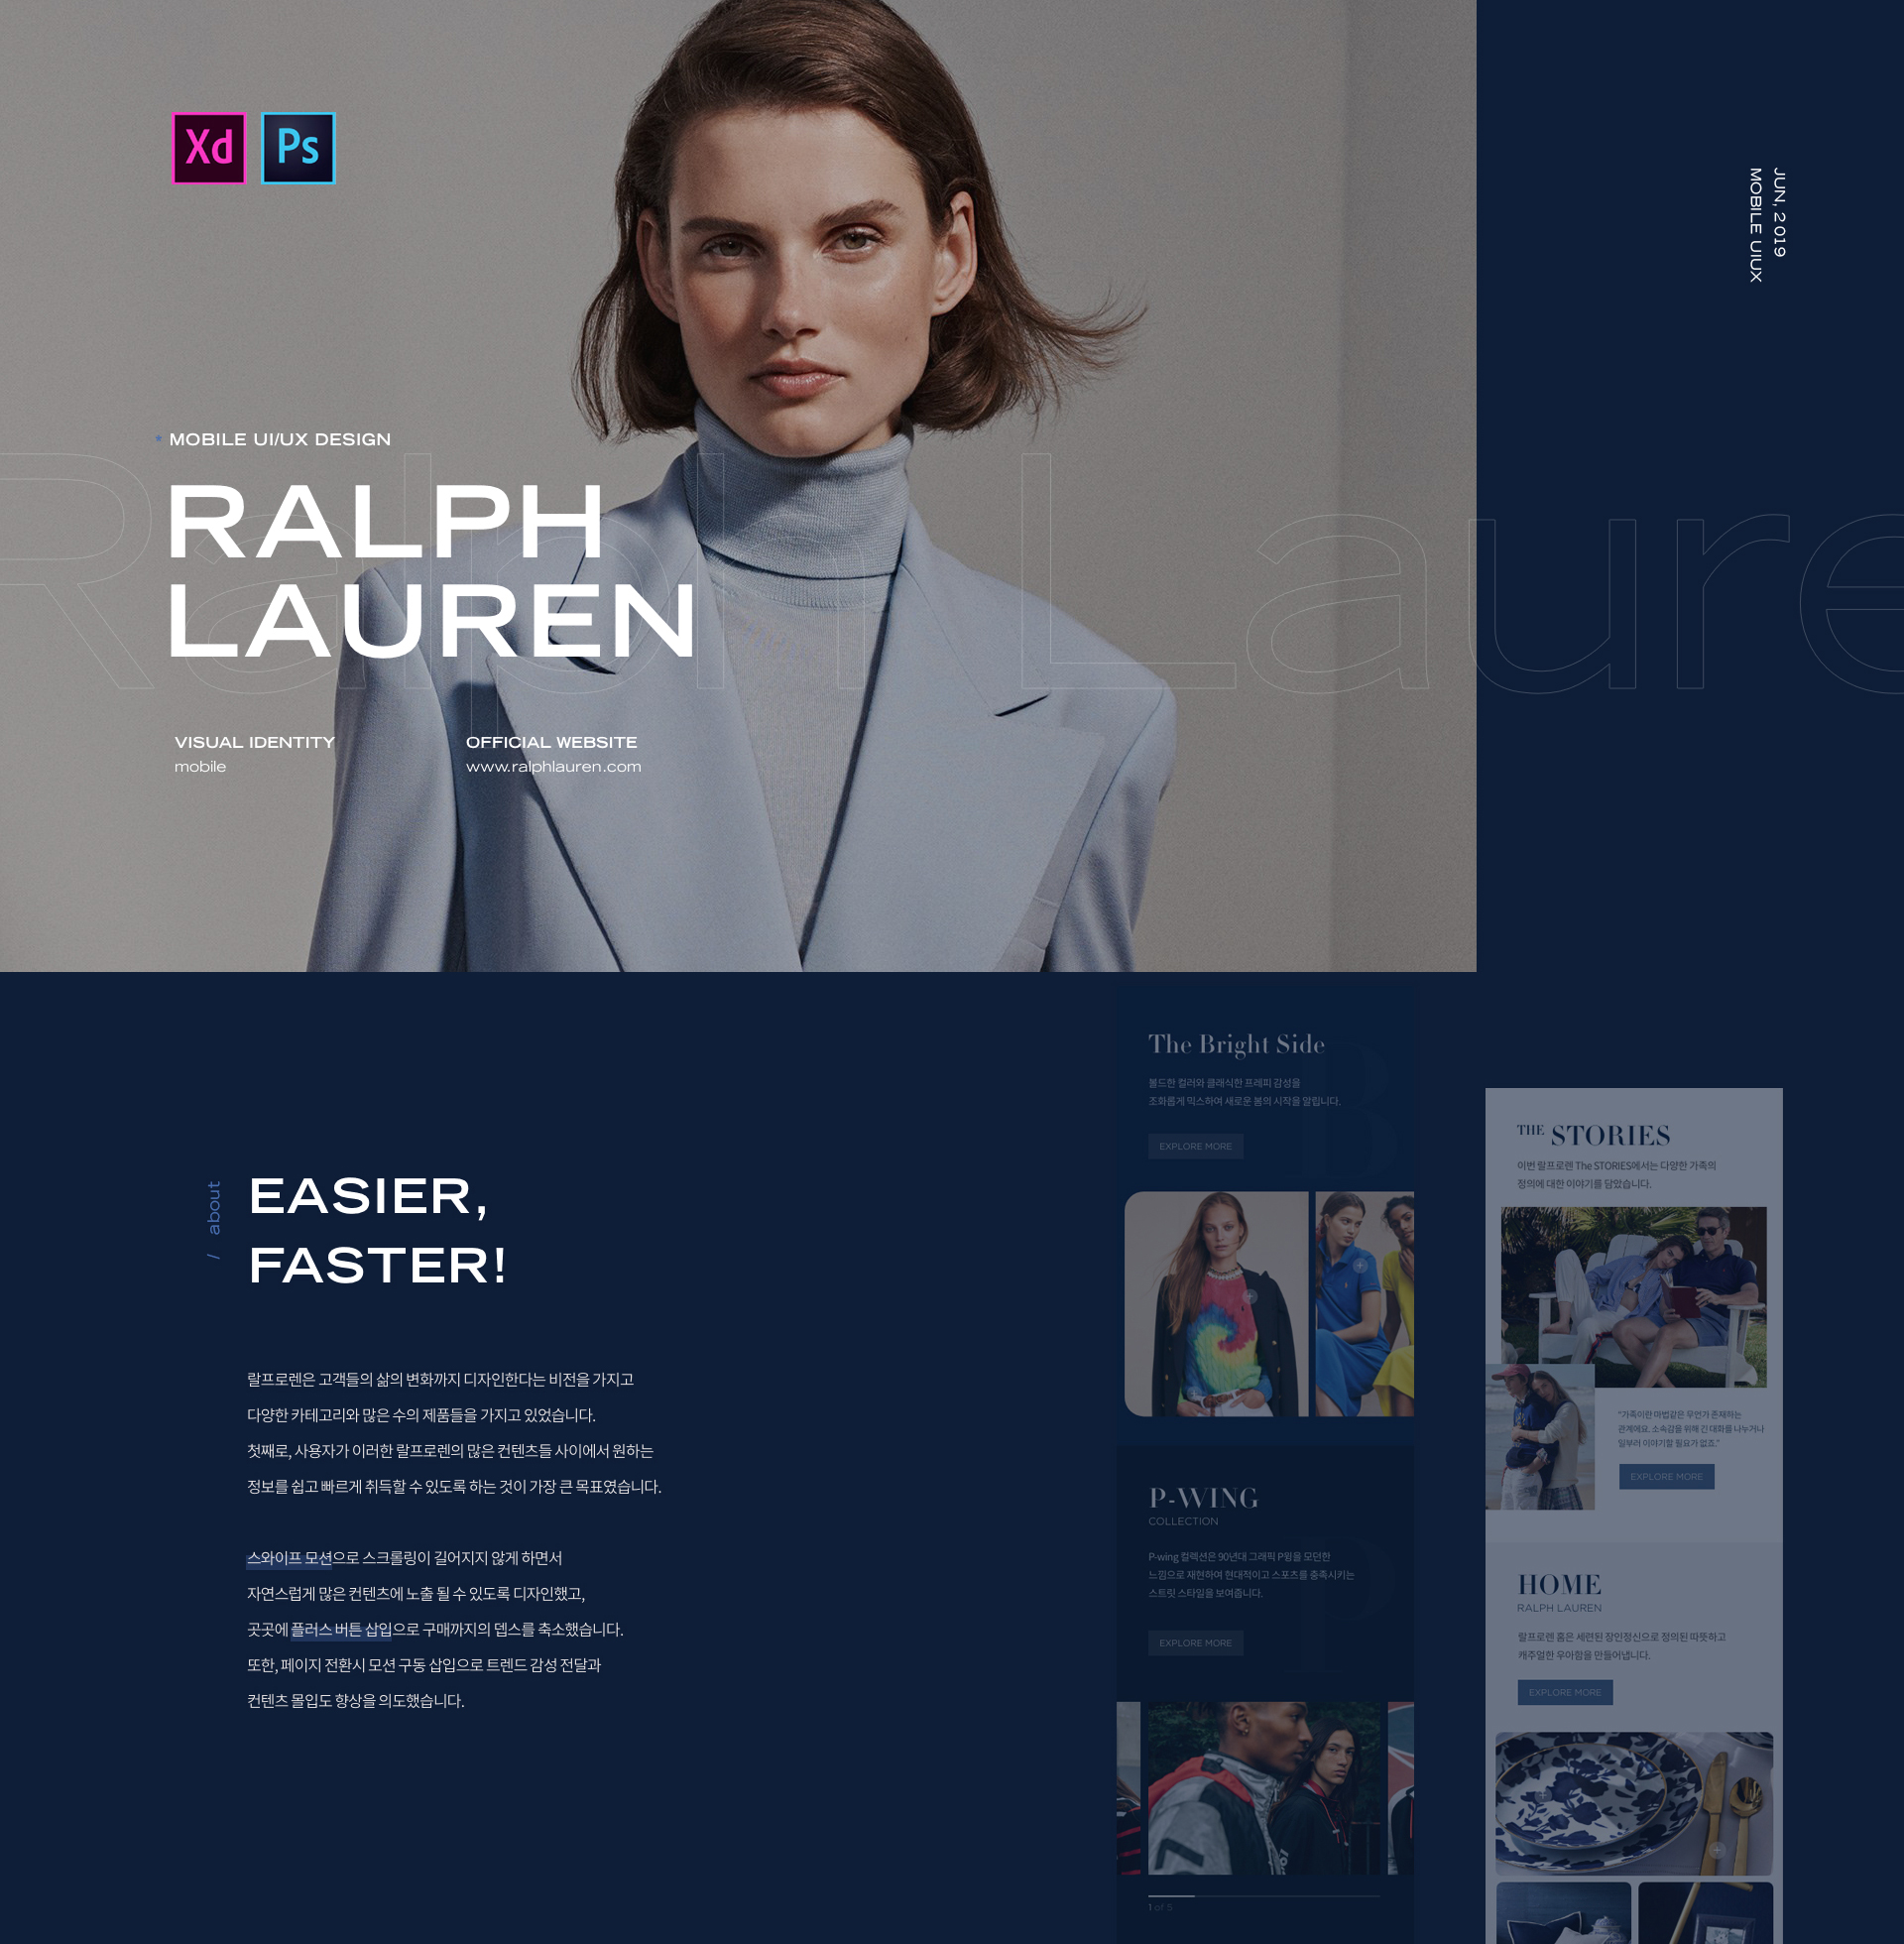 Xd
Ps
JUN, 2019
MOBILE UIUX
* MOBILE UI/UX DESIGN
Ralph Laure
RALPH
LAUREN
VISUAL IDENTITY
mobile
OFFICIAL WEBSITE
www.ralphlauren.com
/ about
EASIER,
FASTER!
랄프로렌은 고객들의 삶의 변화까지 디자인한다는 비전을 가지고
다양한 카테고리와 많은 수의 제품들을 가지고 있었습니다.
첫째로, 사용자가 이러한 랄프로렌의 많은 컨텐츠들 사이에서 원하는
정보를 쉽고 빠르게 취득할 수 있도록 하는 것이 가장 큰 목표였습니다.
스와이프 모션으로 스크롤링이 길어지지 않게 하면서
자연스럽게 많은 컨텐츠에 노출 될 수 있도록 디자인했고,
곳곳에 플러스 버튼 삽입으로 구매까지의 뎁스를 축소했습니다.
또한, 페이지 전환시 모션 구동 삽입으로 트렌드 감성 전달과
컨텐츠 몰입도 향상을 의도했습니다.
The Bright Side
볼드한 컬러와 클래식한 프레피 감성을
조화롭게 믹스하여 새로운 봄의 시작을 알립니다.
EXPLORE MORE
P-WING
COLLECTION
P-wing 컬렉션은 90년대 그래픽 P윙을 모던한
느낌으로 재현하여 현대적이고 스포츠를 충족시키는
스트릿 스타일을 보여줍니다.
EXPLORE MORE
1 of 5
THE STORIES
이번 랄프로렌 The STORIES에서는 다양한 가족의
정의에 대한 이야기를 담았습니다.
"가족이란 마법같은 무언가 존재하는
관계에요. 소속감을 위해 긴 대화를 나누거나
일부러 이야기할 필요가 없죠."
EXPLORE MORE
HOME
RALPH LAUREN
랄프로렌 홈은 세련된 장인정신으로 정의된 따뜻하고
캐주얼한 우아함을 만들어냅니다.
EXPLORE MORE